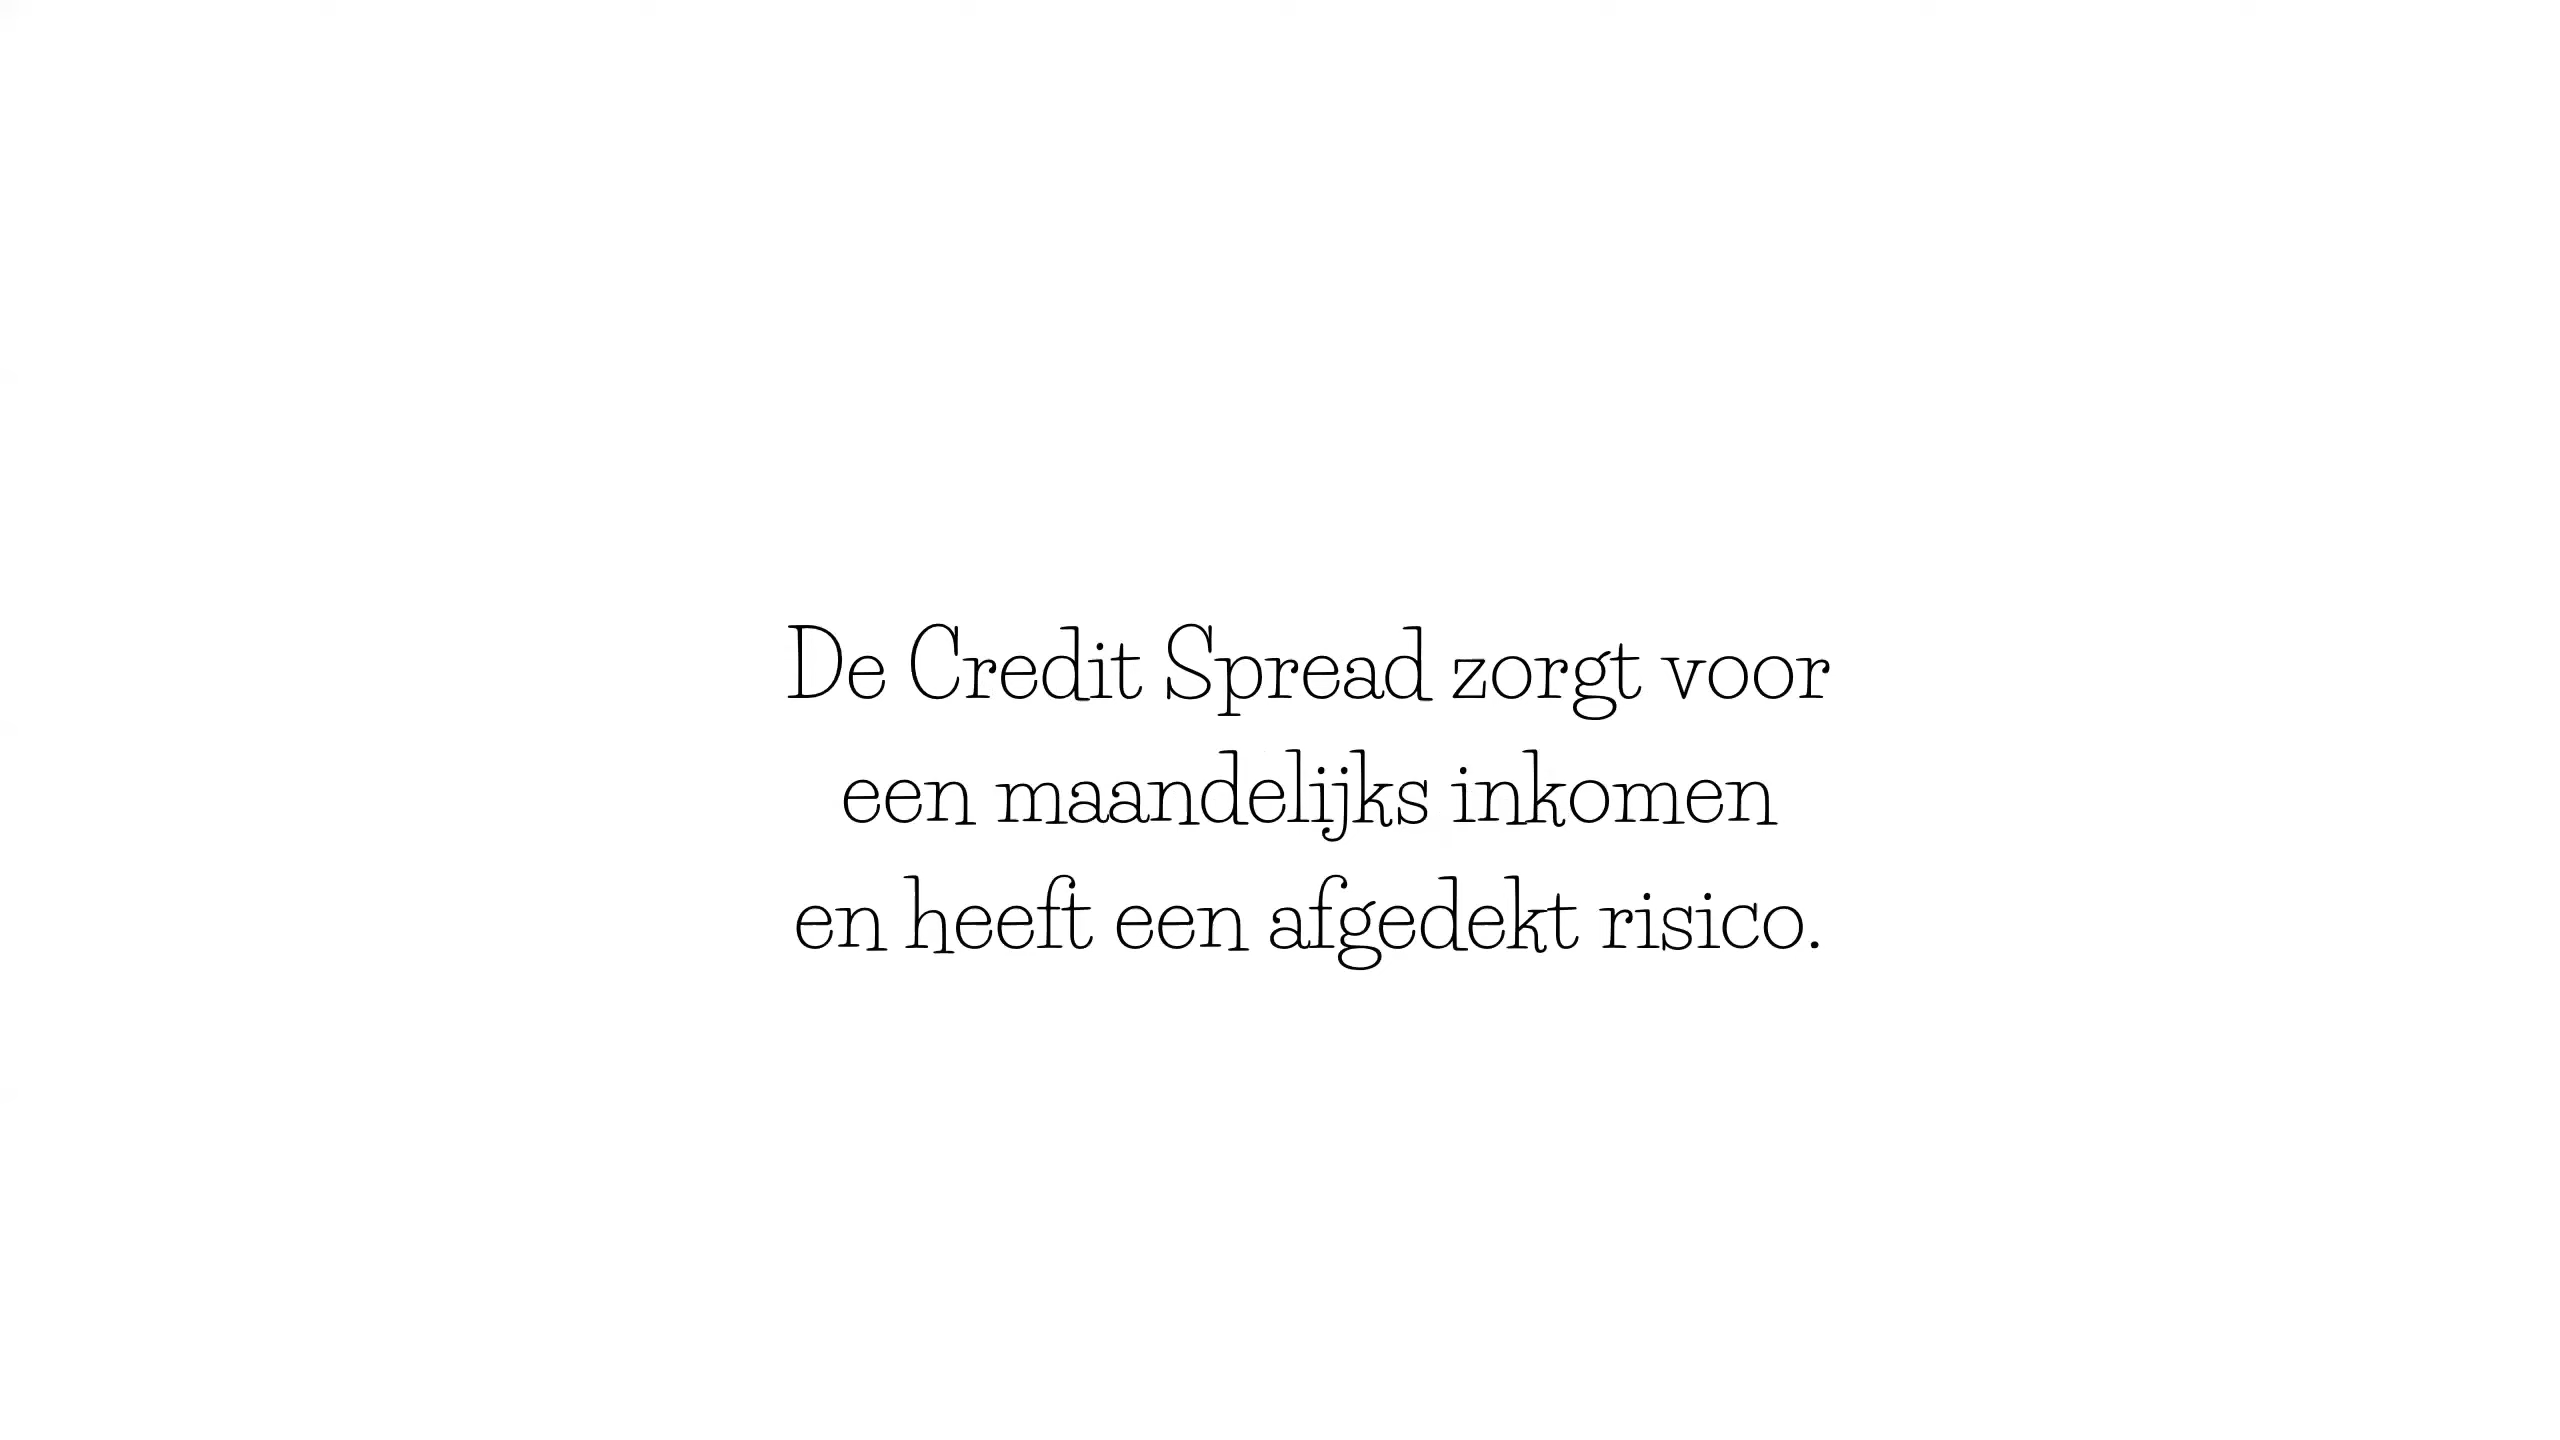 De Credit Spread zorgt voor
een maandelijks inkomen
en heeft een afgedekt risico.